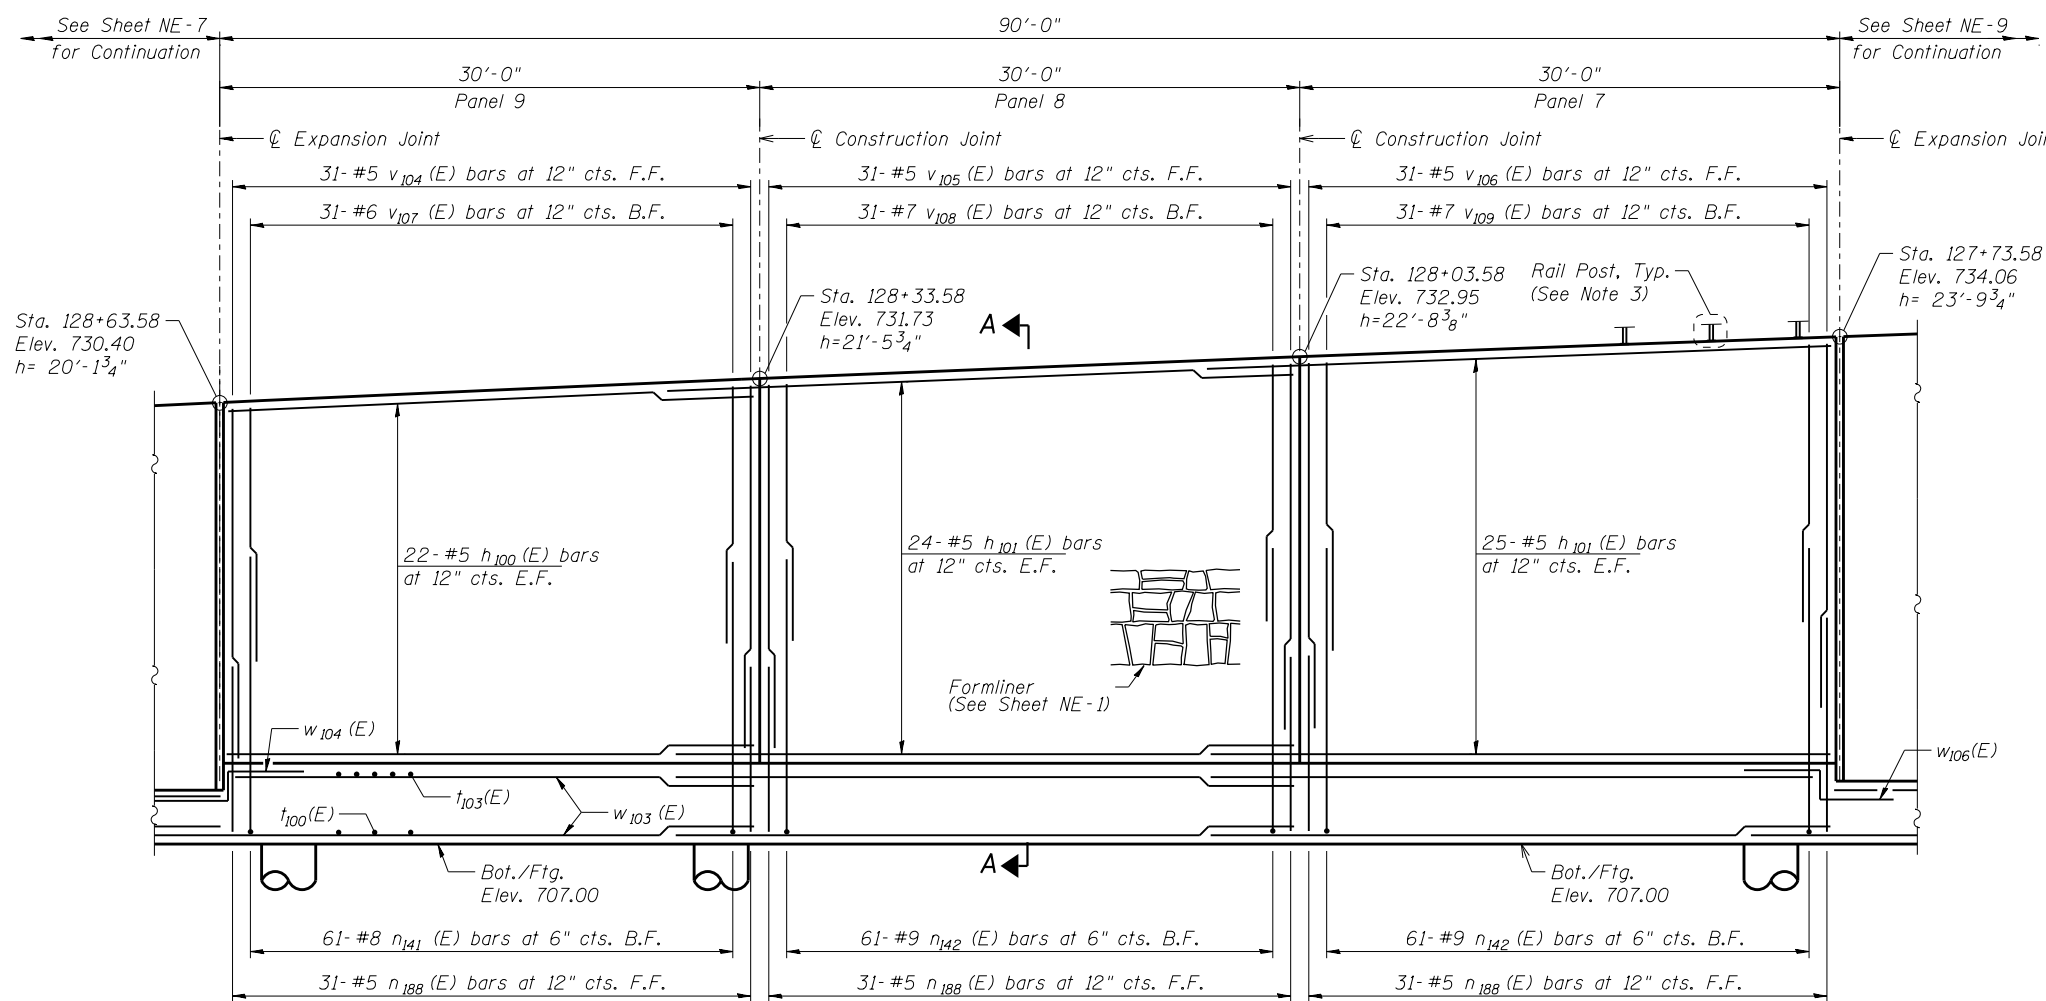 See Sheet NE-7
for Continuation
90'-0"
See Sheet NE-9
for Continuation
30'-0"
Panel 9
30'-0"
Panel 8
30'-0"
Panel 7
℄ Expansion Joint
℄ Construction Joint
℄ Construction Joint
℄ Expansion Join
31- #5 v104 (E) bars at 12" cts. F.F.
31- #5 v105 (E) bars at 12" cts. F.F.
31- #5 v106 (E) bars at 12" cts. F.F.
31- #6 v107 (E) bars at 12" cts. B.F.
31- #7 v108 (E) bars at 12" cts. B.F.
31- #7 v109 (E) bars at 12" cts. B.F.
Sta. 128+63.58
Elev. 730.40
h= 20'-1 3/4"
Sta. 128+33.58
Elev. 731.73
h=21'-5 3/4"
A
Sta. 128+03.58
Elev. 732.95
h=22'-8 3/8"
Rail Post, Typ.
(See Note 3)
Sta. 127+73.58
Elev. 734.06
h= 23'-9 3/4"
22- #5 h100 (E) bars
at 12" cts. E.F.
24- #5 h101 (E) bars
at 12" cts. E.F.
25- #5 h101 (E) bars
at 12" cts. E.F.
Formliner
(See Sheet NE-1)
w104 (E)
t103(E)
t100(E)
w103 (E)
w106(E)
A
Bot./Ftg.
Elev. 707.00
Bot./Ftg.
Elev. 707.00
61- #8 n141 (E) bars at 6" cts. B.F.
61- #9 n142 (E) bars at 6" cts. B.F.
61- #9 n142 (E) bars at 6" cts. B.F.
31- #5 n188 (E) bars at 12" cts. F.F.
31- #5 n188 (E) bars at 12" cts. F.F.
31- #5 n188 (E) bars at 12" cts. F.F.